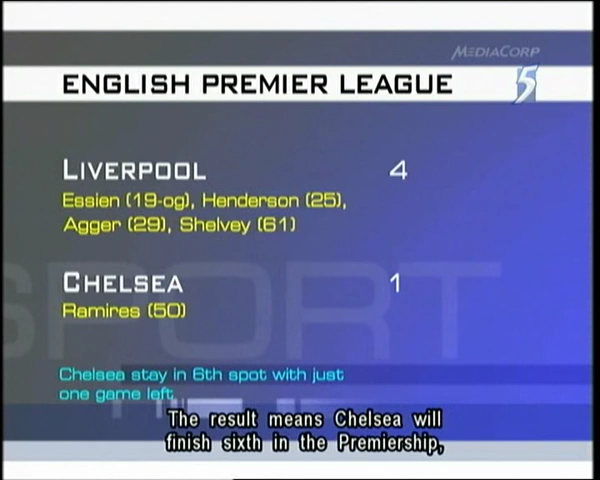 MEDIACORP
5
ENGLISH PREMIER LEAGUE
LIVERPOOL 4
Essien (19-og), Henderson (25),
Agger (29), Shelvey (61)
CHELSEA 1
Ramires (50)
SPORT
Chelsea stay in 6th spot with just
one game left
The result means Chelsea will
finish sixth in the Premiership,